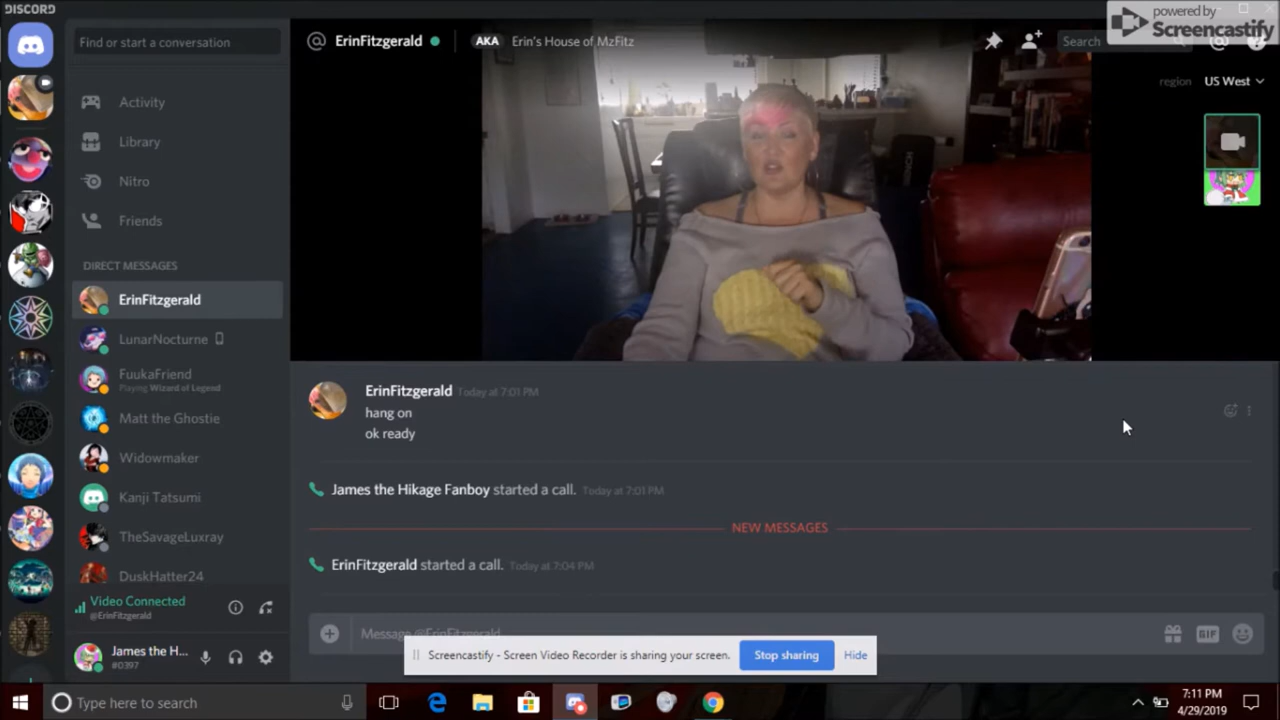 DISCORD
powered by
Screencastify
Find or start a conversation
ErinFitzgerald
AKA
Erin's House of MzFitz
Search
region
US West
Activity
Library
Nitro
Friends
DIRECT MESSAGES
ErinFitzgerald
LunarNocturne
FuukaFriend
Playing Wizard of Legend
Matt the Ghostie
Widowmaker
Kanji Tatsumi
TheSavageLuxray
DuskHatter24
Video Connected
@ErinFitzgerald
James the H...
#0397
ErinFitzgerald Today at 7:01 PM
hang on
ok ready
James the Hikage Fanboy started a call. Today at 7:01 PM
NEW MESSAGES
ErinFitzgerald started a call. Today at 7:04 PM
Message @ErinFitzgerald
GIF
Screencastify - Screen Video Recorder is sharing your screen.
Stop sharing
Hide
Type here to search
7:11 PM
4/29/2019